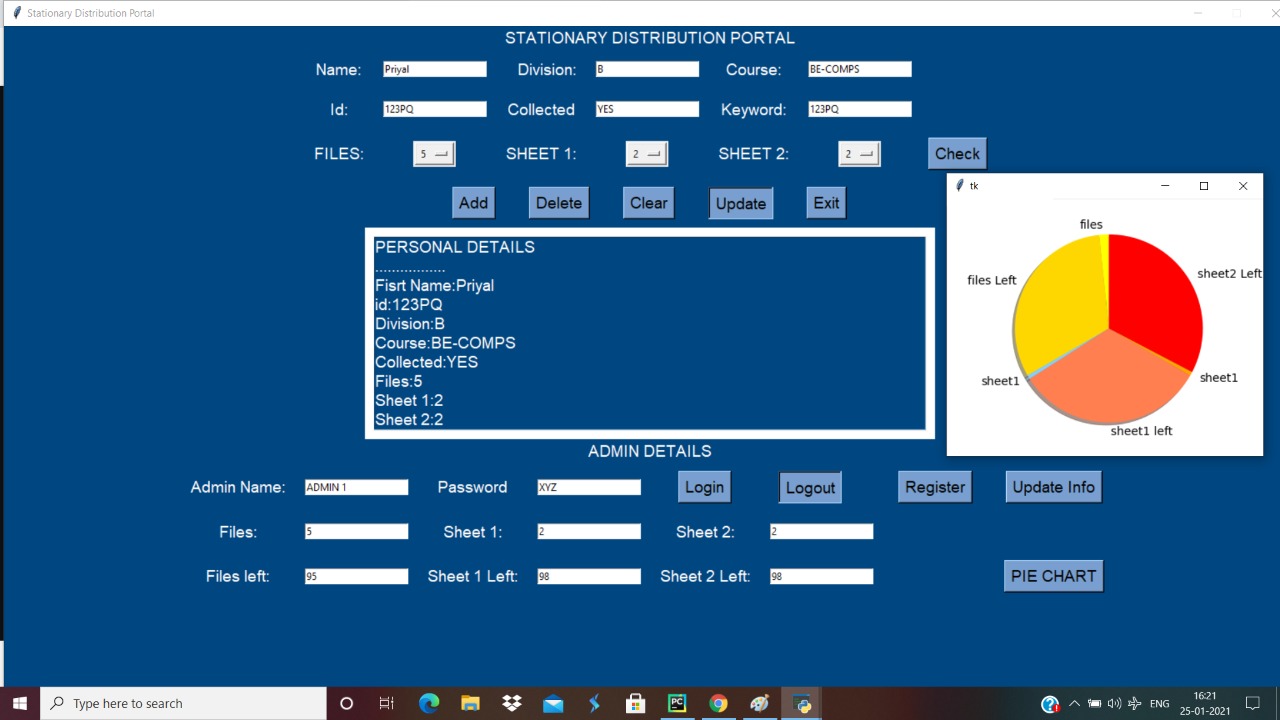 Stationary Distribution Portal
STATIONARY DISTRIBUTION PORTAL
Name: Priyal Division: B Course: BE-COMPS
Id: 123PQ Collected YES Keyword: 123PQ
FILES: 5 SHEET 1: 2 SHEET 2: 2 Check
Add Delete Clear Update Exit
PERSONAL DETAILS
.................
Fisrt Name:Priyal
id:123PQ
Division:B
Course:BE-COMPS
Collected:YES
Files:5
Sheet 1:2
Sheet 2:2
tk
files
sheet2 Left
files Left
sheet1
sheet1
sheet1 left
ADMIN DETAILS
Admin Name: ADMIN 1 Password XYZ Login Logout Register Update Info
Files: 5 Sheet 1: 2 Sheet 2: 2
Files left: 95 Sheet 1 Left: 98 Sheet 2 Left: 98 PIE CHART
Type here to search
PC
ENG
16:21
25-01-2021